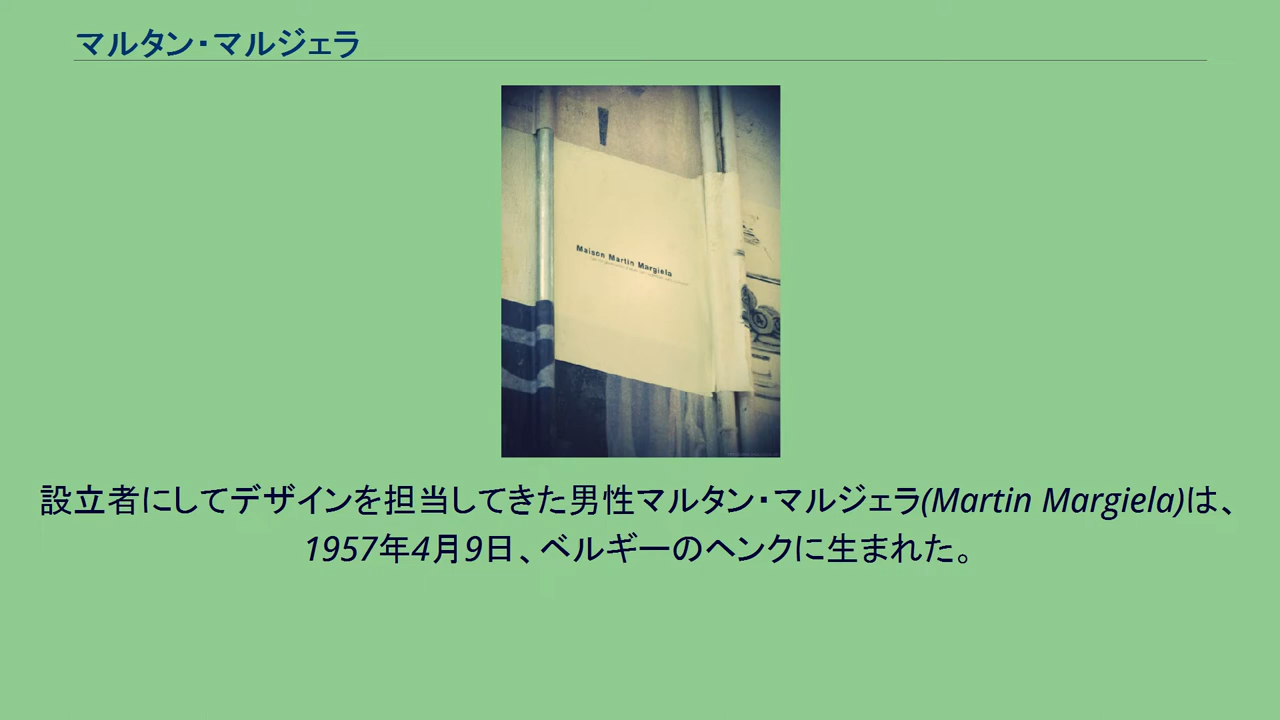 マルタン・マルジェラ
Maison Martin Margiela
設立者にしてデザインを担当してきた男性マルタン・マルジェラ(Martin Margiela)は、
1957年4月9日、ベルギーのヘンクに生まれた。